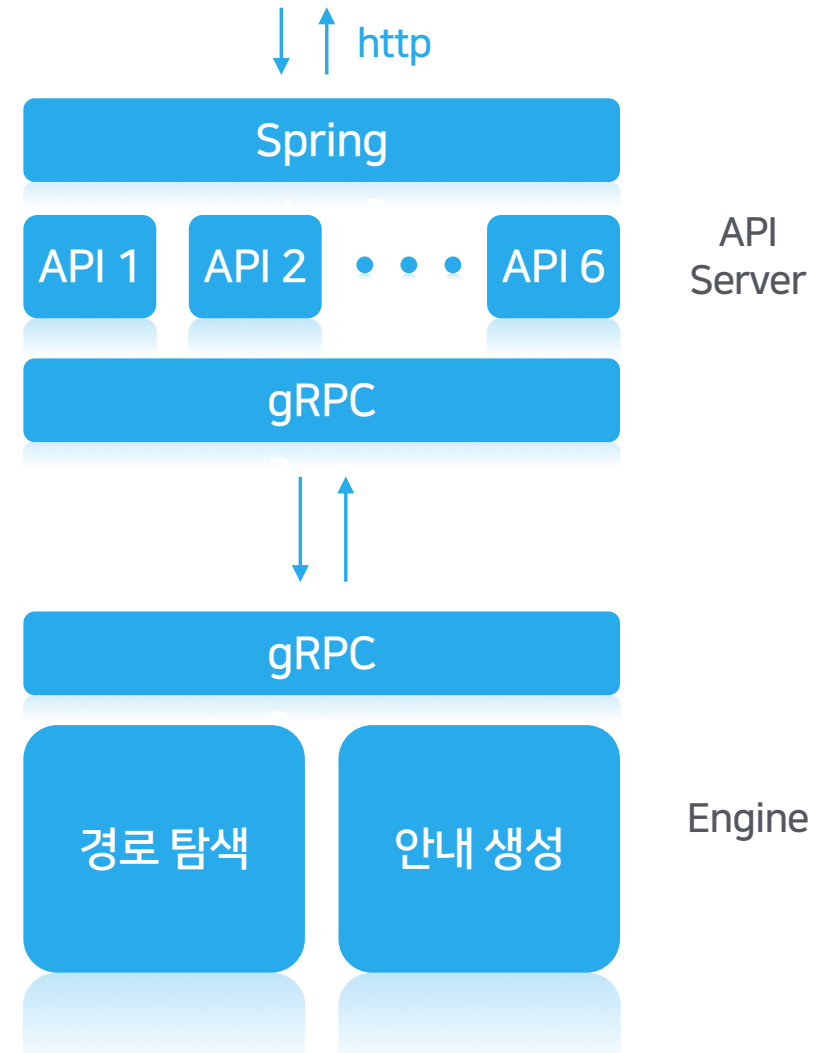 http
Spring
API 1
API 2
API 6
API
Server
gRPC
gRPC
경로 탐색
안내 생성
Engine